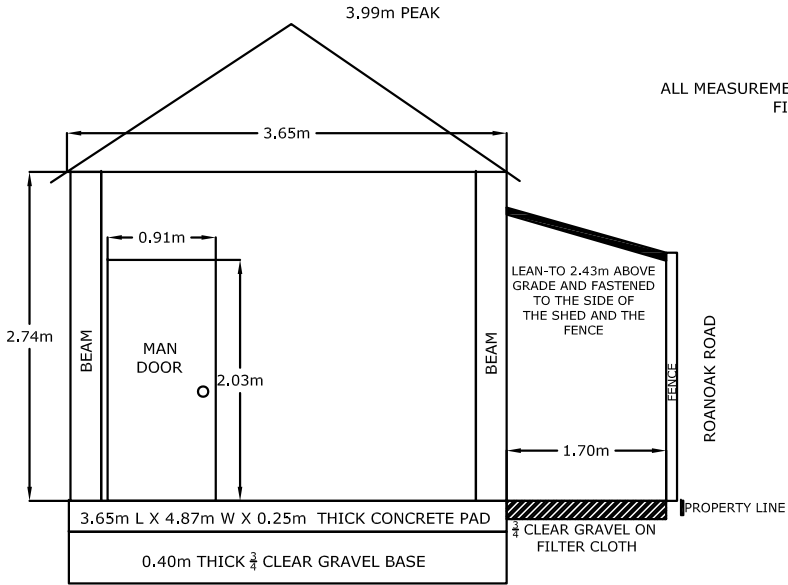 3.99m PEAK
ALL MEASUREME
FI
3.65m
0.91m
LEAN-TO 2.43m ABOVE
GRADE AND FASTENED
TO THE SIDE OF
THE SHED AND THE
FENCE
2.74m
BEAM
MAN
DOOR
2.03m
BEAM
FENCE
ROANOAK ROAD
1.70m
PROPERTY LINE
3.65m L X 4.87m W X 0.25m THICK CONCRETE PAD
3/4 CLEAR GRAVEL ON
FILTER CLOTH
0.40m THICK 3/4 CLEAR GRAVEL BASE